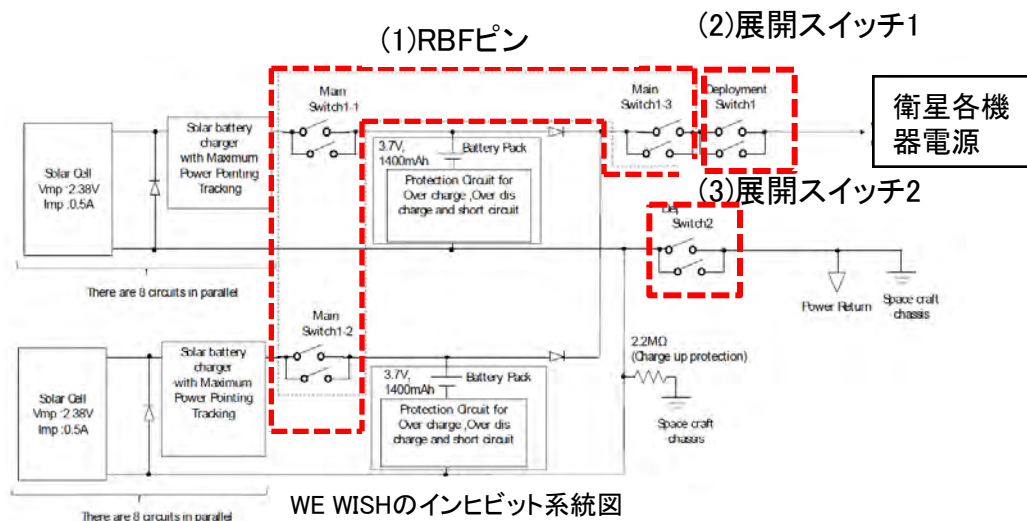 (1)RBFピン
(2)展開スイッチ1
Main
Switch1-1
Main
Switch1-3
Deployment
Switch1
衛星各機
器電源
Solar battery
charger
with Maximum
Power Pointing
Tracking
Solar Cell
Vmp :2.38V
Imp :0.5A
3.7V,
1400mAh
Battery Pack
Protection Circuit for
Over charge ,Over dis
charge and short circuit
(3)展開スイッチ2
Switch2
There are 8 circuits in parallel
Power Return
Space craft
chassis
Main
Switch1-2
Solar battery
charger
with Maximum
Power Pointing
Tracking
Solar Cell
Vmp :2.38V
Imp :0.5A
2.2MΩ
(Charge up protection)
3.7V,
1400mAh
Battery Pack
Protection Circuit for
Over charge ,Over dis
charge and short circuit
Space craft
chassis
There are 8 circuits in parallel
WE WISHのインヒビット系統図